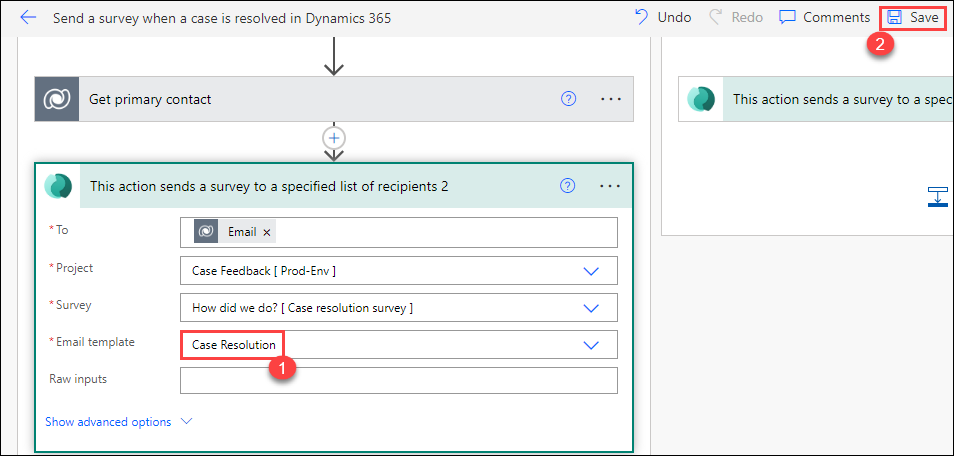 Send a survey when a case is resolved in Dynamics 365
Undo
Redo
Comments
Save
2
Get primary contact
This action sends a survey to a spec
This action sends a survey to a specified list of recipients 2
* To
Email ×
* Project
Case Feedback [ Prod-Env ]
* Survey
How did we do? [ Case resolution survey ]
* Email template
Case Resolution
1
Raw inputs
Show advanced options